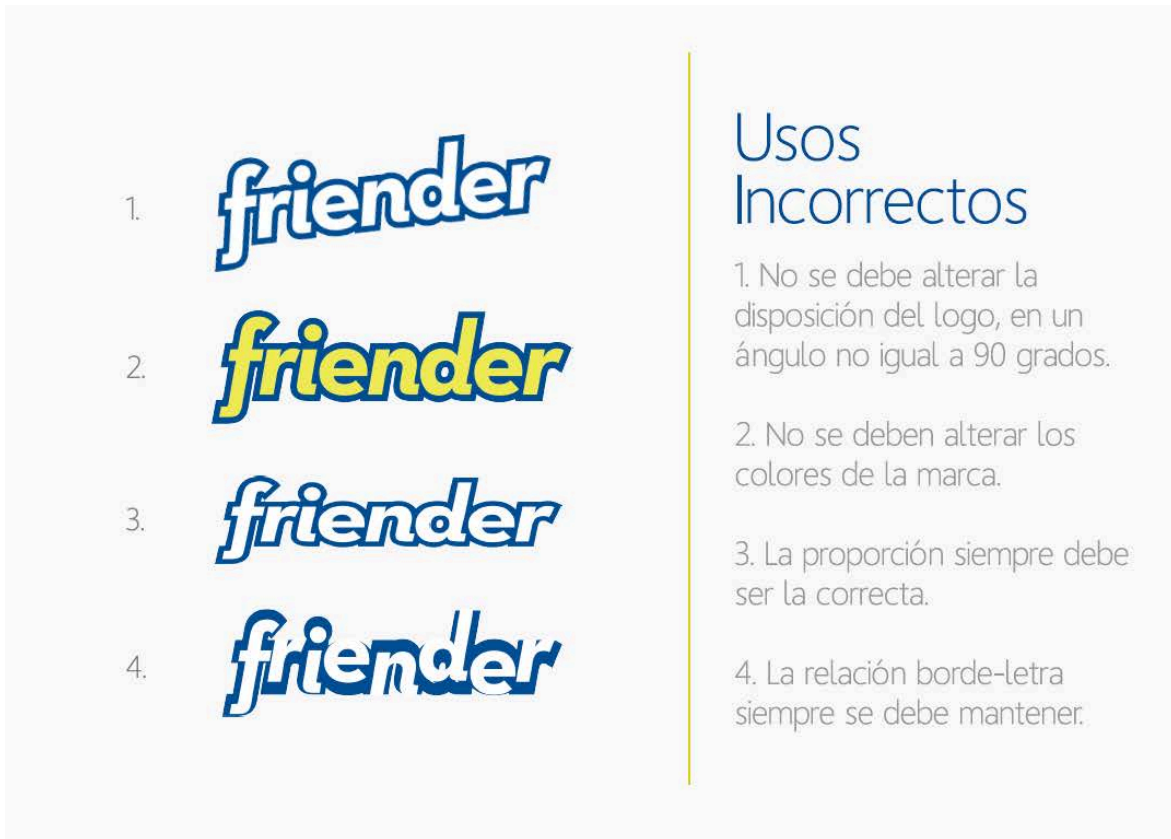 1.
friender
2.
friender
3.
friender
4.
friender
Usos
Incorrectos
1. No se debe alterar la
disposición del logo, en un
ángulo no igual a 90 grados.
2. No se deben alterar los
colores de la marca.
3. La proporción siempre debe
ser la correcta.
4. La relación borde-letra
siempre se debe mantener.